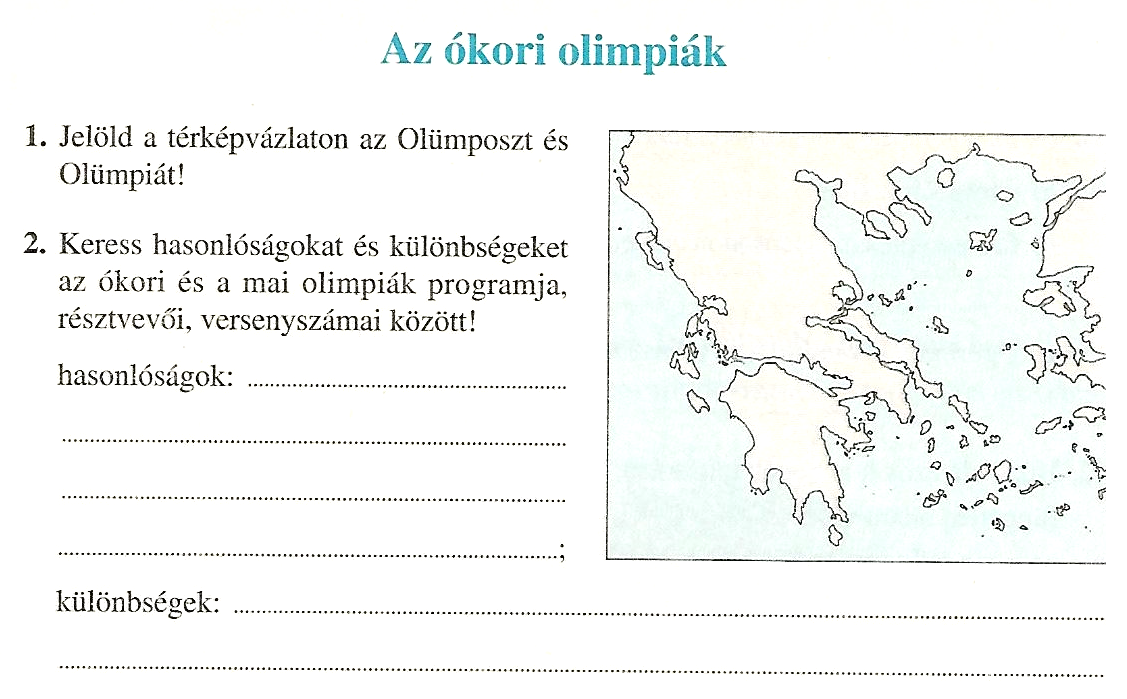 Az ókori olimpiák
1. Jelöld a térképvázlaton az Olümposzt és
Olümpiát!
2. Keress hasonlóságokat és különbségeket
az ókori és a mai olimpiák programja,
résztvevői, versenyszámai között!
hasonlóságok: ..........
..........
..........
..........;
különbségek: ..........
..........